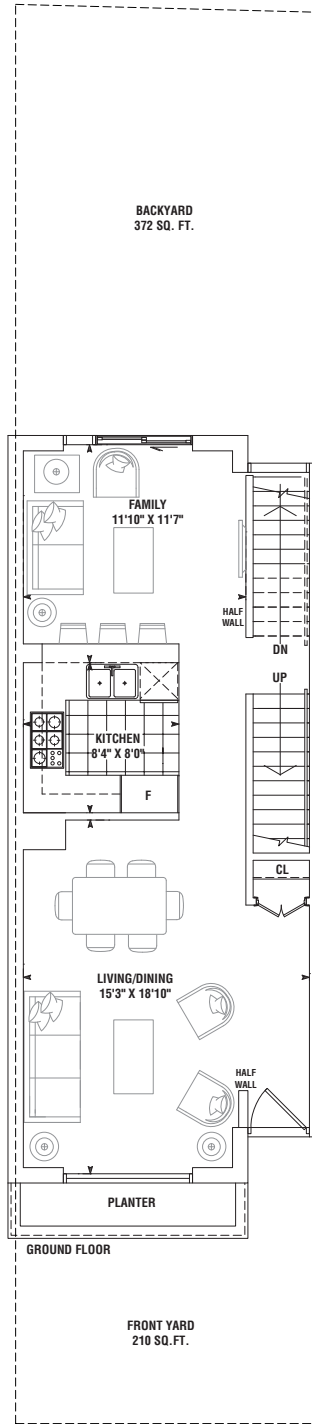 BACKYARD
372 SQ. FT.
FAMILY
11'10" X 11'7"
HALF
WALL
DN
UP
KITCHEN
8'4" X 8'0"
F
CL
LIVING/DINING
15'3" X 18'10"
HALF
WALL
PLANTER
GROUND FLOOR
FRONT YARD
210 SQ.FT.